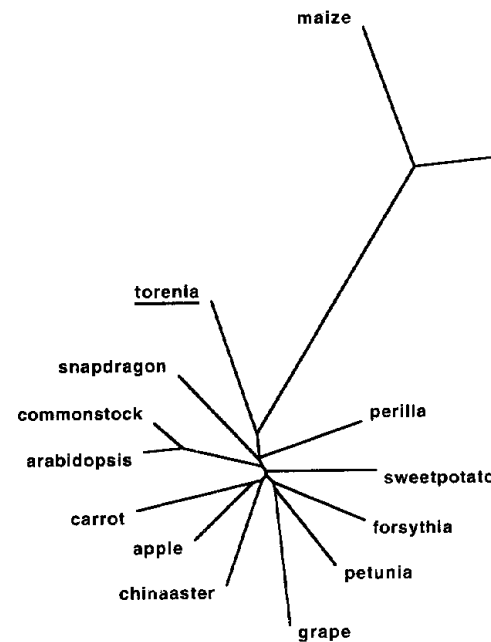 maize
torenia
snapdragon
commonstock
perilla
arabidopsis
sweetpotato
carrot
forsythia
apple
petunia
chinaaster
grape